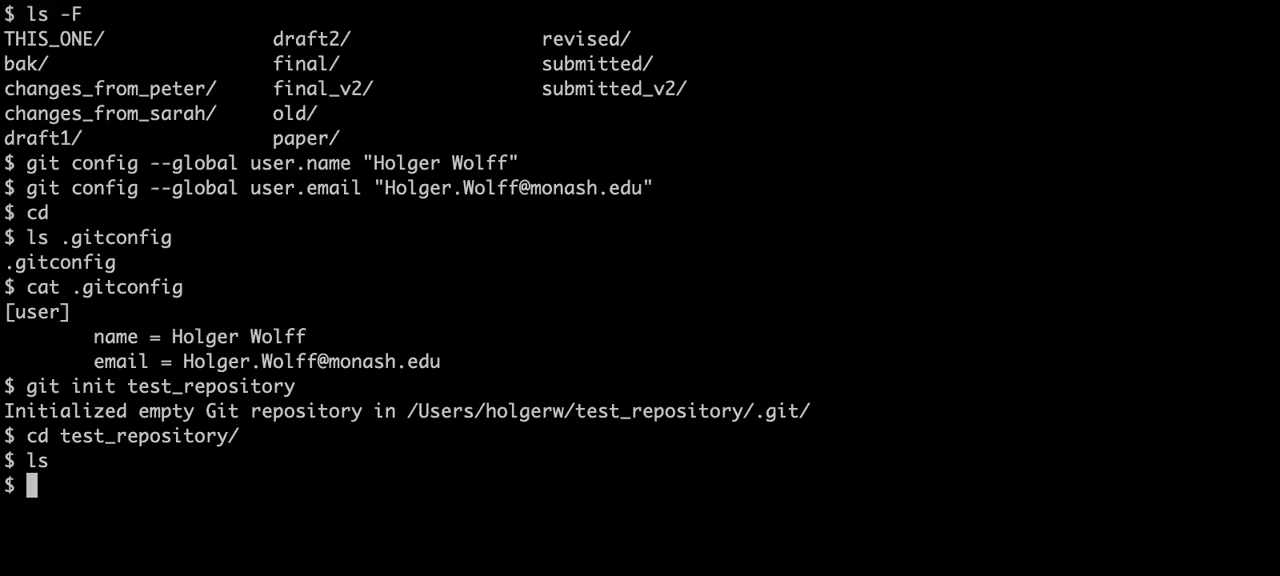 $ ls -F
THIS_ONE/ draft2/ revised/
bak/ final/ submitted/
changes_from_peter/ final_v2/ submitted_v2/
changes_from_sarah/ old/
draft1/ paper/
$ git config --global user.name "Holger Wolff"
$ git config --global user.email "Holger.Wolff@monash.edu"
$ cd
$ ls .gitconfig
.gitconfig
$ cat .gitconfig
[user]
name = Holger Wolff
email = Holger.Wolff@monash.edu
$ git init test_repository
Initialized empty Git repository in /Users/holgerw/test_repository/.git/
$ cd test_repository/
$ ls
$